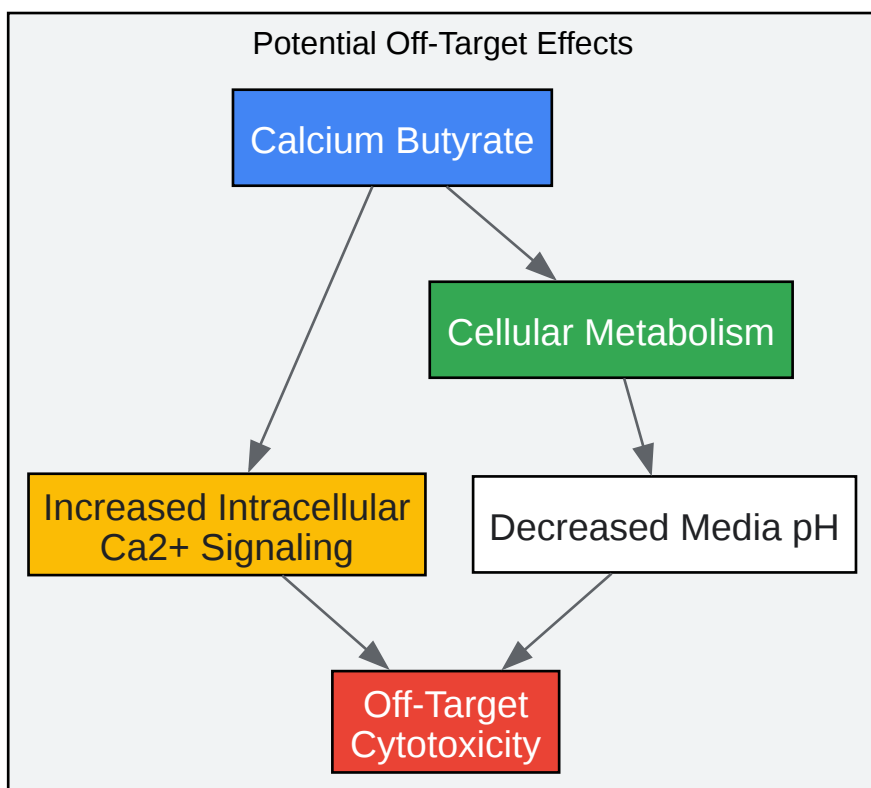 Potential Off-Target Effects
Calcium Butyrate
Cellular Metabolism
Increased Intracellular
Ca2+ Signaling
Decreased Media pH
Off-Target
Cytotoxicity